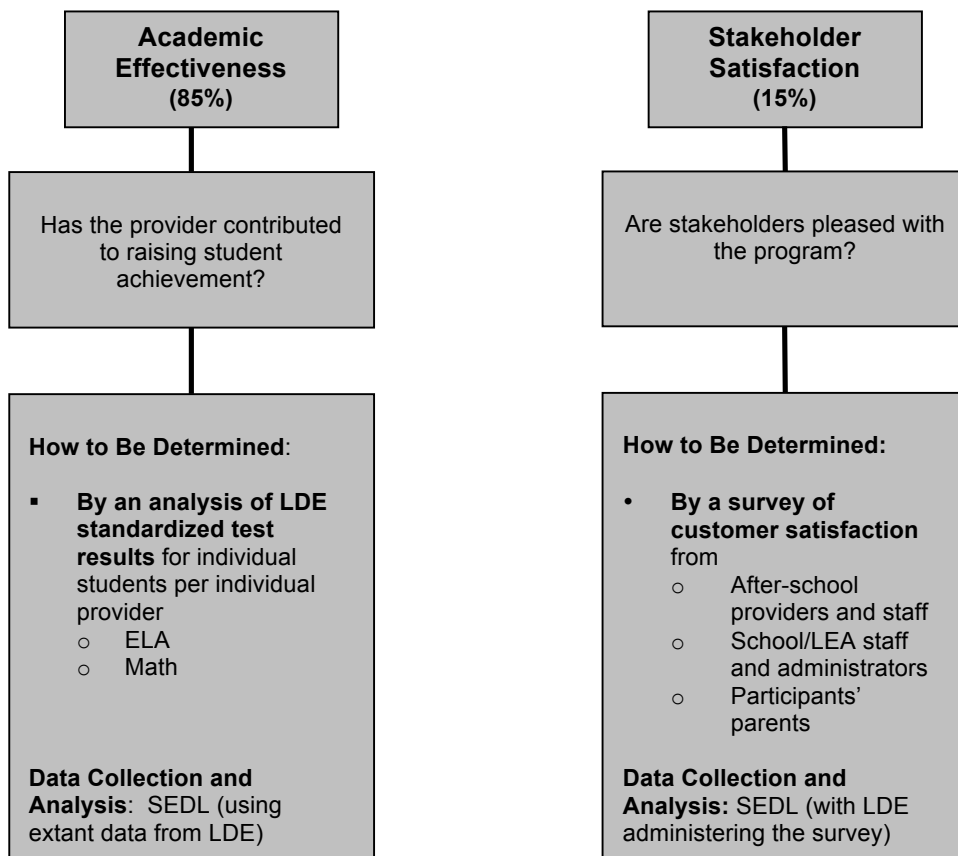 Academic
Effectiveness
(85%)
Has the provider contributed
to raising student
achievement?
How to Be Determined:
▪ By an analysis of LDE
standardized test
results for individual
students per individual
provider
o ELA
o Math
Data Collection and
Analysis: SEDL (using
extant data from LDE)
Stakeholder
Satisfaction
(15%)
Are stakeholders pleased with
the program?
How to Be Determined:
• By a survey of
customer satisfaction
from
o After-school
providers and staff
o School/LEA staff
and administrators
o Participants’
parents
Data Collection and
Analysis: SEDL (with LDE
administering the survey)